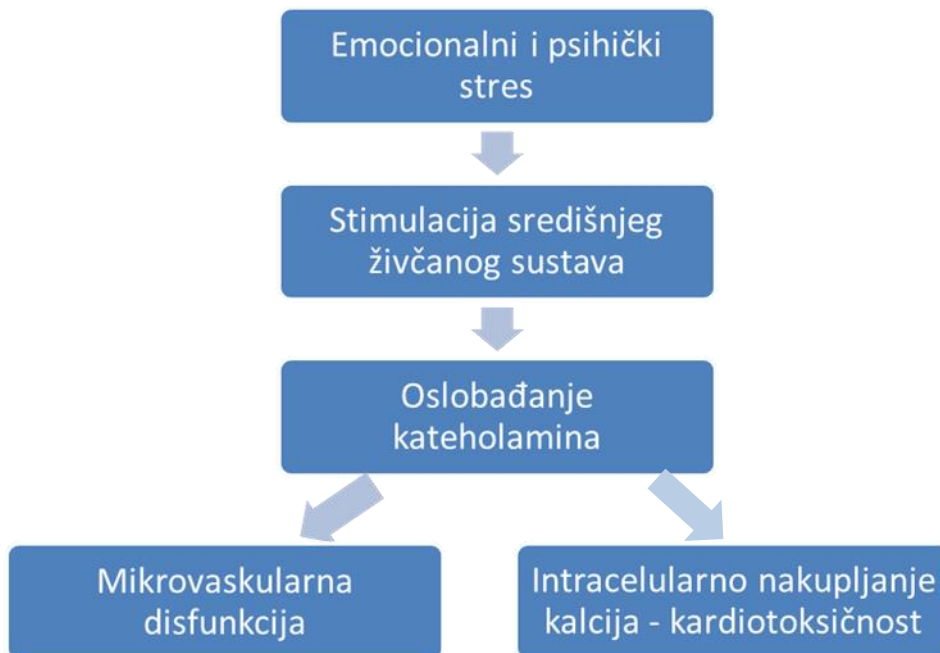 Emocionalni i psihički
stres
Stimulacija središnjeg
živčanog sustava
Oslobađanje
kateholamina
Mikrovaskularna
disfunkcija
Intracelularno nakupljanje
kalcija - kardiotoksičnost